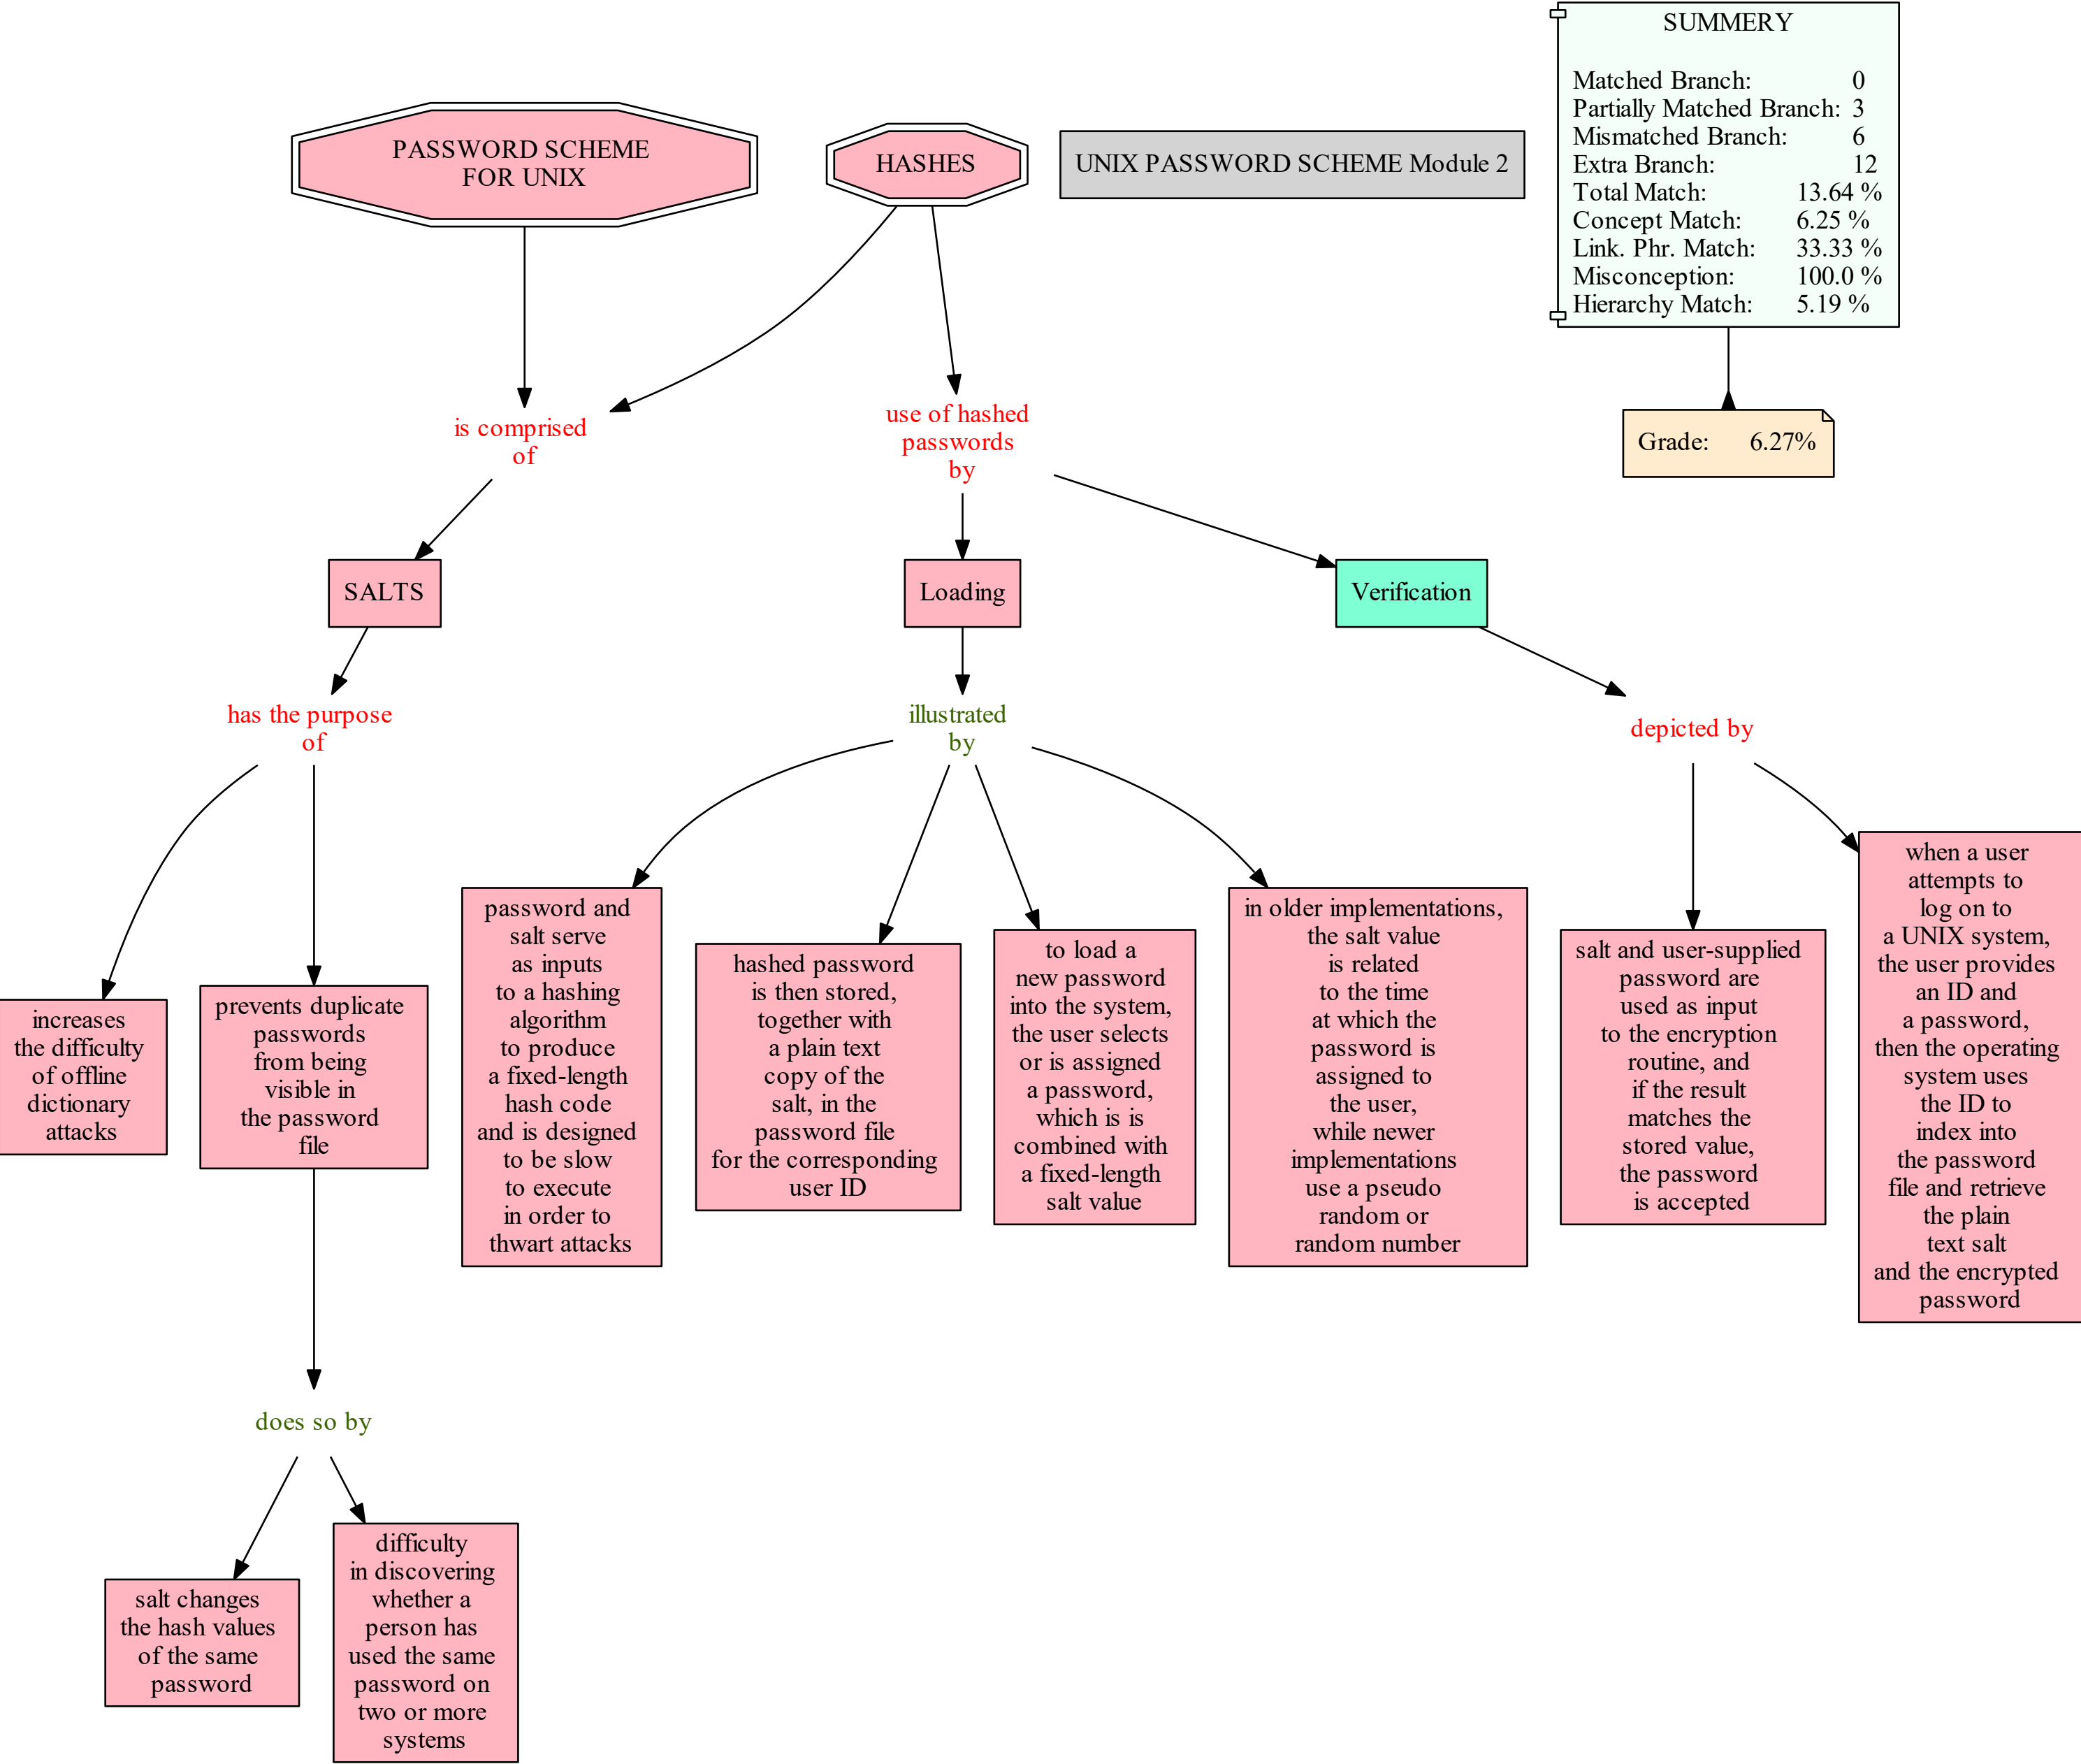 SUMMERY
Matched Branch: 0
Partially Matched Branch: 3
Mismatched Branch: 6
Extra Branch: 12
Total Match: 13.64 %
Concept Match: 6.25 %
Link. Phr. Match: 33.33 %
Misconception: 100.0 %
Hierarchy Match: 5.19 %
PASSWORD SCHEME
FOR UNIX
HASHES
UNIX PASSWORD SCHEME Module 2
Grade: 6.27%
is comprised
of
use of hashed
passwords
by
SALTS
Loading
Verification
has the purpose
of
illustrated
by
depicted by
increases
the difficulty
of offline
dictionary
attacks
prevents duplicate
passwords
from being
visible in
the password
file
password and
salt serve
as inputs
to a hashing
algorithm
to produce
a fixed-length
hash code
and is designed
to be slow
to execute
in order to
thwart attacks
hashed password
is then stored,
together with
a plain text
copy of the
salt, in the
password file
for the corresponding
user ID
to load a
new password
into the system,
the user selects
or is assigned
a password,
which is is
combined with
a fixed-length
salt value
in older implementations,
the salt value
is related
to the time
at which the
password is
assigned to
the user,
while newer
implementations
use a pseudo
random or
random number
salt and user-supplied
password are
used as input
to the encryption
routine, and
if the result
matches the
stored value,
the password
is accepted
when a user
attempts to
log on to
a UNIX system,
the user provides
an ID and
a password,
then the operating
system uses
the ID to
index into
the password
file and retrieve
the plain
text salt
and the encrypted
password
does so by
salt changes
the hash values
of the same
password
difficulty
in discovering
whether a
person has
used the same
password on
two or more
systems